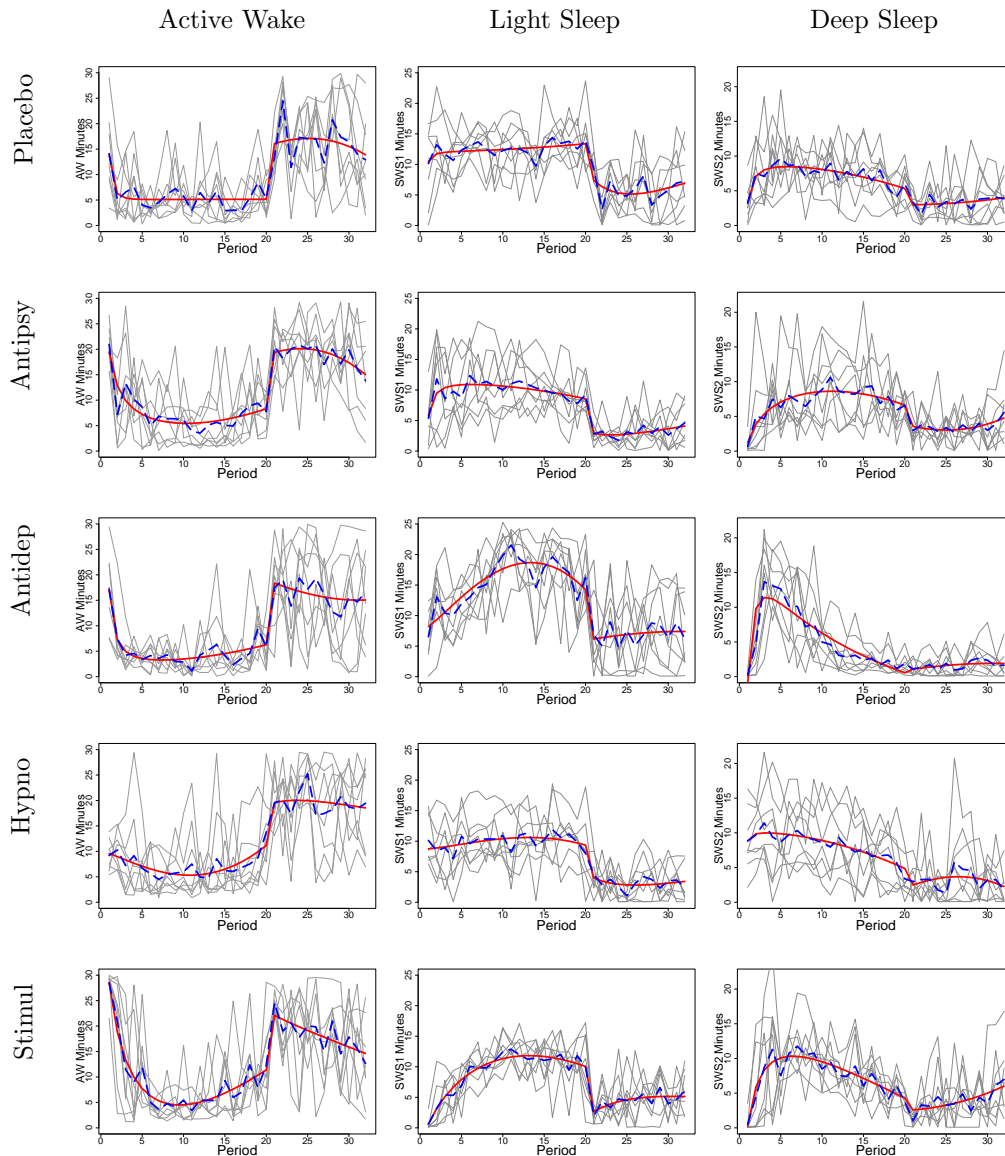 Active Wake
Light Sleep
Deep Sleep
Placebo
AW Minutes
0 5 10 15 20 25 30
0 5 10 15 20 25 30
Period
SWS1 Minutes
0 5 10 15 20 25
0 5 10 15 20 25 30
Period
SWS2 Minutes
0 5 10 15 20
0 5 10 15 20 25 30
Period
Antipsy
AW Minutes
0 5 10 15 20 25 30
0 5 10 15 20 25 30
Period
SWS1 Minutes
0 5 10 15 20 25
0 5 10 15 20 25 30
Period
SWS2 Minutes
0 5 10 15 20
0 5 10 15 20 25 30
Period
Antidep
AW Minutes
0 5 10 15 20 25 30
0 5 10 15 20 25 30
Period
SWS1 Minutes
0 5 10 15 20 25
0 5 10 15 20 25 30
Period
SWS2 Minutes
0 5 10 15 20
0 5 10 15 20 25 30
Period
Hypno
AW Minutes
0 5 10 15 20 25 30
0 5 10 15 20 25 30
Period
SWS1 Minutes
0 5 10 15 20 25
0 5 10 15 20 25 30
Period
SWS2 Minutes
0 5 10 15 20
0 5 10 15 20 25 30
Period
Stimul
AW Minutes
0 5 10 15 20 25 30
0 5 10 15 20 25 30
Period
SWS1 Minutes
0 5 10 15 20 25
0 5 10 15 20 25 30
Period
SWS2 Minutes
0 5 10 15 20
0 5 10 15 20 25 30
Period